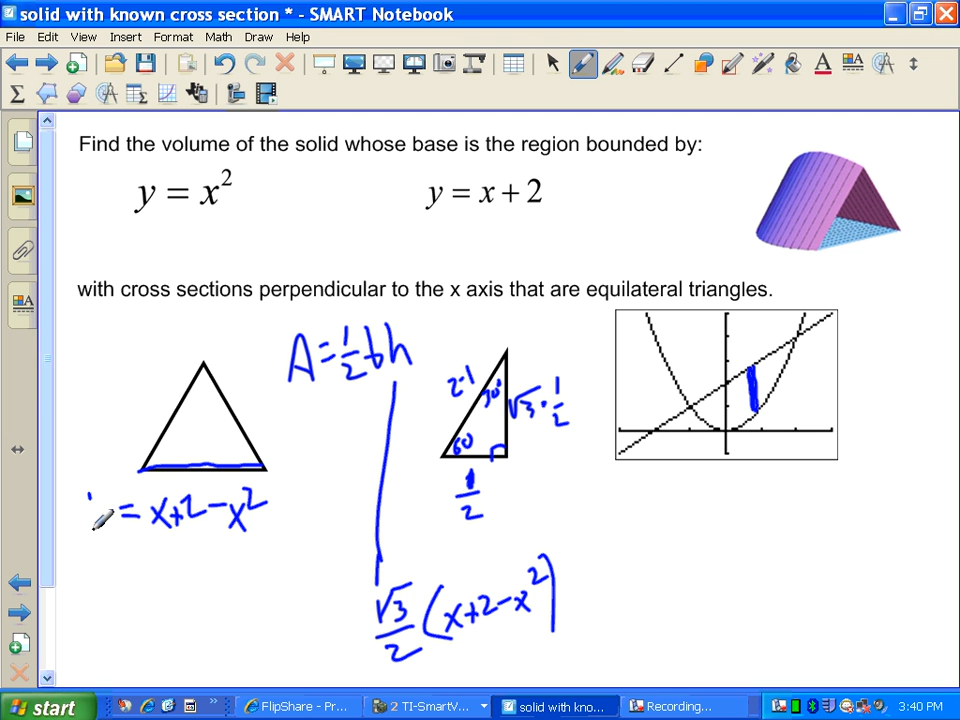 solid with known cross section * - SMART Notebook
File Edit View Insert Format Math Draw Help
Find the volume of the solid whose base is the region bounded by:
y = x² y = x + 2
with cross sections perpendicular to the x axis that are equilateral triangles.
A = 1/2 bh
2·1
30°
√3 · 1/2
60
1/2
= x+2-x²
√3/2 (x+2-x²)
start
FlipShare - Pr...
2 TI-SmartV...
solid with kno...
Recording...
3:40 PM